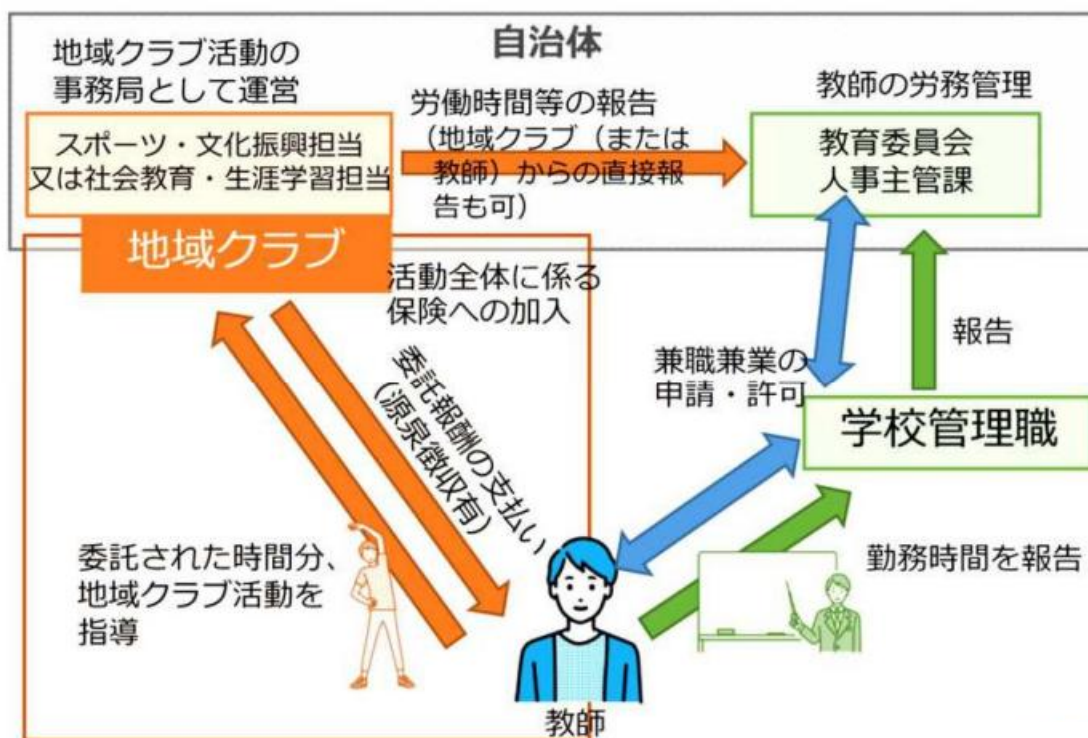 自治体
地域クラブ活動の
事務局として運営
スポーツ・文化振興担当
又は社会教育・生涯学習担当
地域クラブ
労働時間等の報告
（地域クラブ（または
教師）からの直接報
告も可）
教師の労務管理
教育委員会
人事主管課
活動全体に係る
保険への加入
委託報酬の支払い
（源泉徴収有）
兼職兼業の
申請・許可
報告
学校管理職
委託された時間分、
地域クラブ活動を
指導
勤務時間を報告
教師